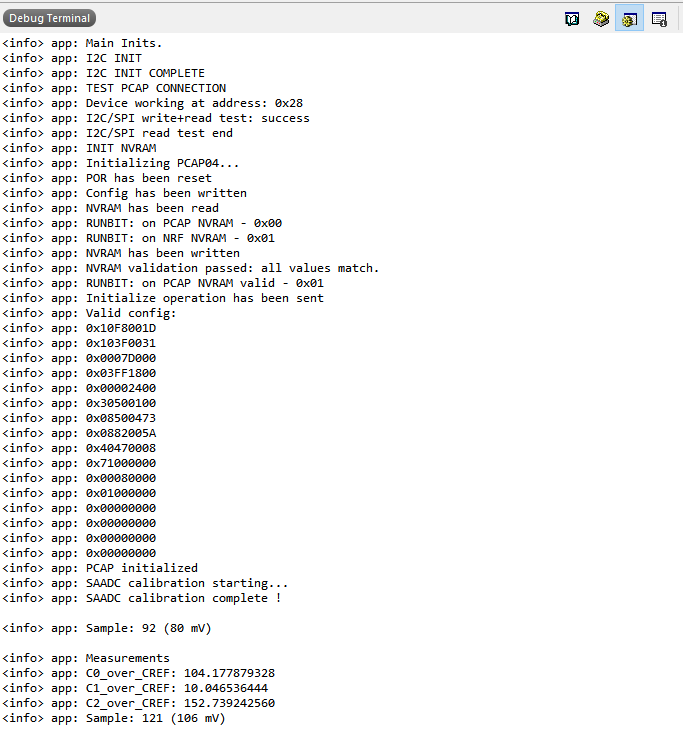 Debug Terminal
<info> app: Main Inits.
<info> app: I2C INIT
<info> app: I2C INIT COMPLETE
<info> app: TEST PCAP CONNECTION
<info> app: Device working at address: 0x28
<info> app: I2C/SPI write+read test: success
<info> app: I2C/SPI read test end
<info> app: INIT NVRAM
<info> app: Initializing PCAP04...
<info> app: POR has been reset
<info> app: Config has been written
<info> app: NVRAM has been read
<info> app: RUNBIT: on PCAP NVRAM - 0x00
<info> app: RUNBIT: on NRF NVRAM - 0x01
<info> app: NVRAM has been written
<info> app: NVRAM validation passed: all values match.
<info> app: RUNBIT: on PCAP NVRAM valid - 0x01
<info> app: Initialize operation has been sent
<info> app: Valid config:
<info> app: 0x10F8001D
<info> app: 0x103F0031
<info> app: 0x0007D000
<info> app: 0x03FF1800
<info> app: 0x00002400
<info> app: 0x30500100
<info> app: 0x08500473
<info> app: 0x0882005A
<info> app: 0x40470008
<info> app: 0x71000000
<info> app: 0x00080000
<info> app: 0x01000000
<info> app: 0x00000000
<info> app: 0x00000000
<info> app: 0x00000000
<info> app: 0x00000000
<info> app: PCAP initialized
<info> app: SAADC calibration starting...
<info> app: SAADC calibration complete !
<info> app: Sample: 92 (80 mV)
<info> app: Measurements
<info> app: C0_over_CREF: 104.177879328
<info> app: C1_over_CREF: 10.046536444
<info> app: C2_over_CREF: 152.739242560
<info> app: Sample: 121 (106 mV)